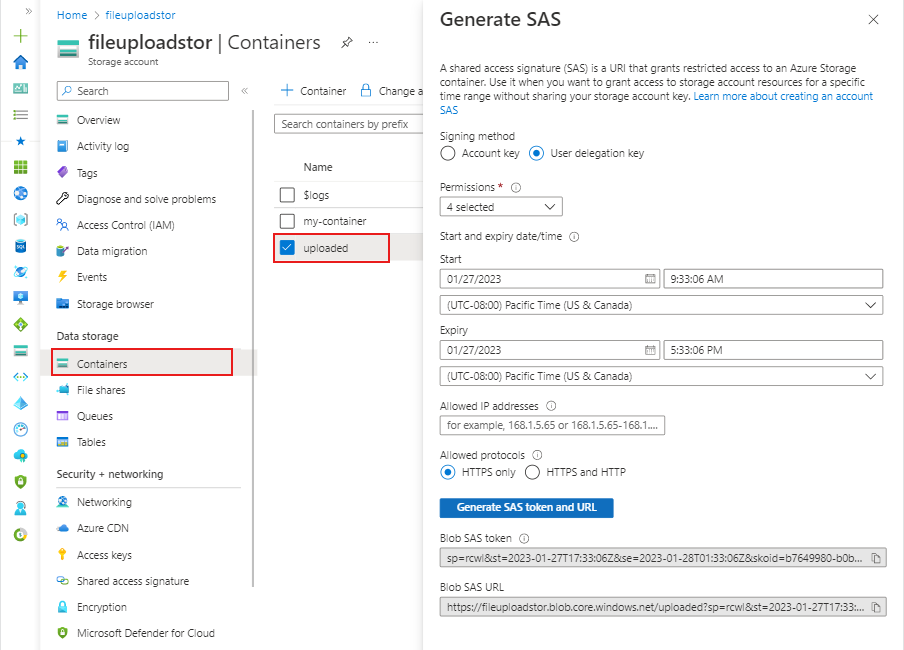 »
Home > fileuploadstor
fileuploadstor | Containers
...
Storage account
Search
«
Overview
Activity log
Tags
Diagnose and solve problems
Access Control (IAM)
Data migration
Events
Storage browser
Data storage
Containers
File shares
Queues
Tables
Security + networking
Networking
Azure CDN
Access keys
Shared access signature
Encryption
Microsoft Defender for Cloud
+ Container
Change a
Search containers by prefix
Name
$logs
my-container
uploaded
Generate SAS
A shared access signature (SAS) is a URI that grants restricted access to an Azure Storage
container. Use it when you want to grant access to storage account resources for a specific
time range without sharing your storage account key. Learn more about creating an account
SAS
Signing method
Account key User delegation key
Permissions *
4 selected
Start and expiry date/time
Start
01/27/2023 9:33:06 AM
(UTC-08:00) Pacific Time (US & Canada)
Expiry
01/27/2023 5:33:06 PM
(UTC-08:00) Pacific Time (US & Canada)
Allowed IP addresses
for example, 168.1.5.65 or 168.1.5.65-168.1....
Allowed protocols
HTTPS only HTTPS and HTTP
Generate SAS token and URL
Blob SAS token
sp=rcwl&st=2023-01-27T17:33:06Z&se=2023-01-28T01:33:06Z&skoid=b7649980-b0b...
Blob SAS URL
https://fileuploadstor.blob.core.windows.net/uploaded?sp=rcwl&st=2023-01-27T17:33:...